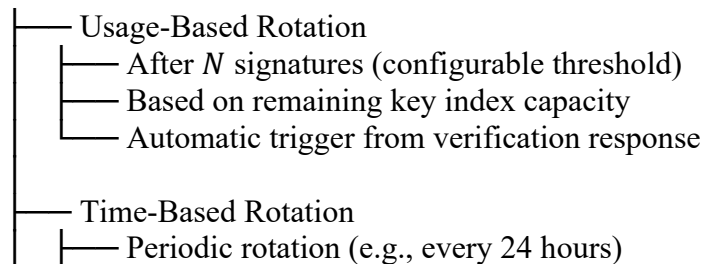 Usage-Based Rotation
After N signatures (configurable threshold)
Based on remaining key index capacity
Automatic trigger from verification response
Time-Based Rotation
Periodic rotation (e.g., every 24 hours)